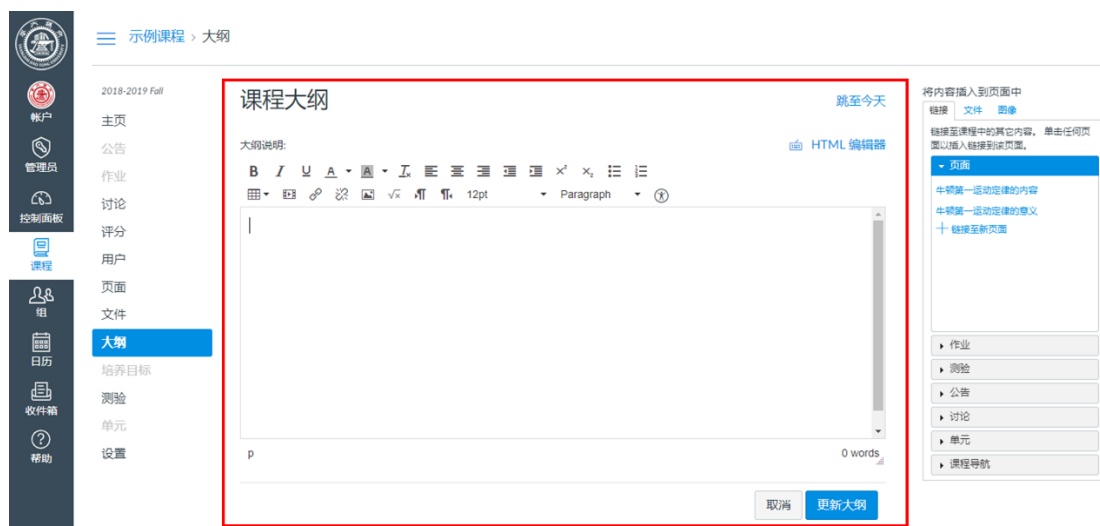 示例课程 › 大纲
帐户
管理员
控制面板
课程
组
日历
收件箱
帮助
2018-2019 Fall
主页
公告
作业
讨论
评分
用户
页面
文件
大纲
培养目标
测验
单元
设置
课程大纲
跳至今天
大纲说明:
HTML 编辑器
12pt
Paragraph
p
0 words
取消
更新大纲
将内容插入到页面中
链接 文件 图像
链接至课程中的其它内容。 单击任何页
面以插入链接到该页面。
页面
牛顿第一运动定律的内容
牛顿第一运动定律的意义
链接至新页面
作业
测验
公告
讨论
单元
课程导航